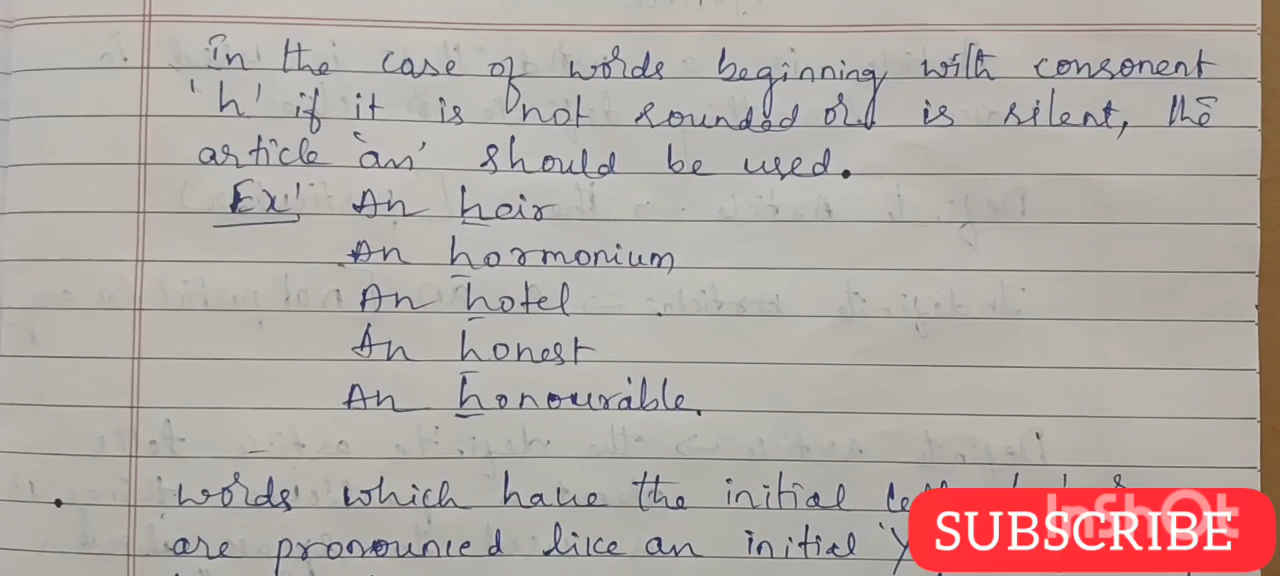 In the case of words beginning with consonent
'h' if it is not sounded or is silent, the
article 'an' should be used.
Ex' An heir
An hormonium
An hotel
An honest
An honourable.
. words which have the initial
are pronounced like an initial 'Y
InShOt
SUBSCRIBE